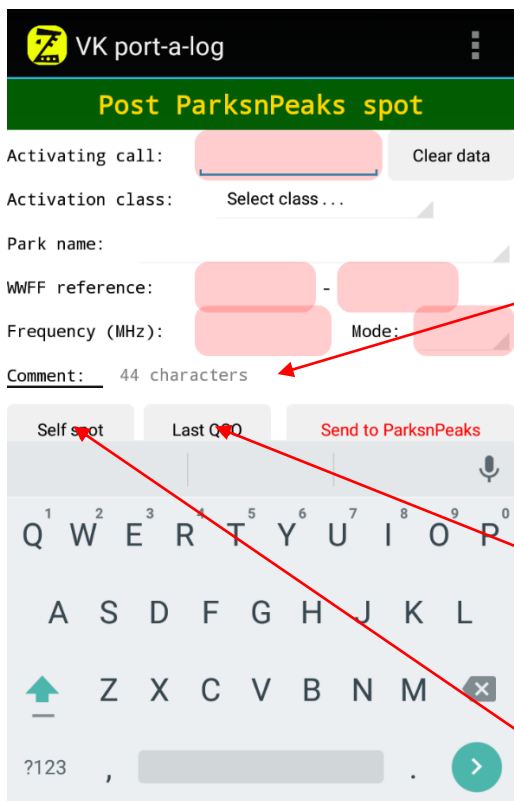 VK port-a-log
Post ParksnPeaks spot
Activating call: Clear data
Activation class: Select class . . .
Park name:
WWFF reference: -
Frequency (MHz): Mode:
Comment: 44 characters
Self spot Last QSO Send to ParksnPeaks
1 2 3 4 5 6 7 8 9 0
Q W E R T Y U I O P
A S D F G H J K L
Z X C V B N M
?123 , .